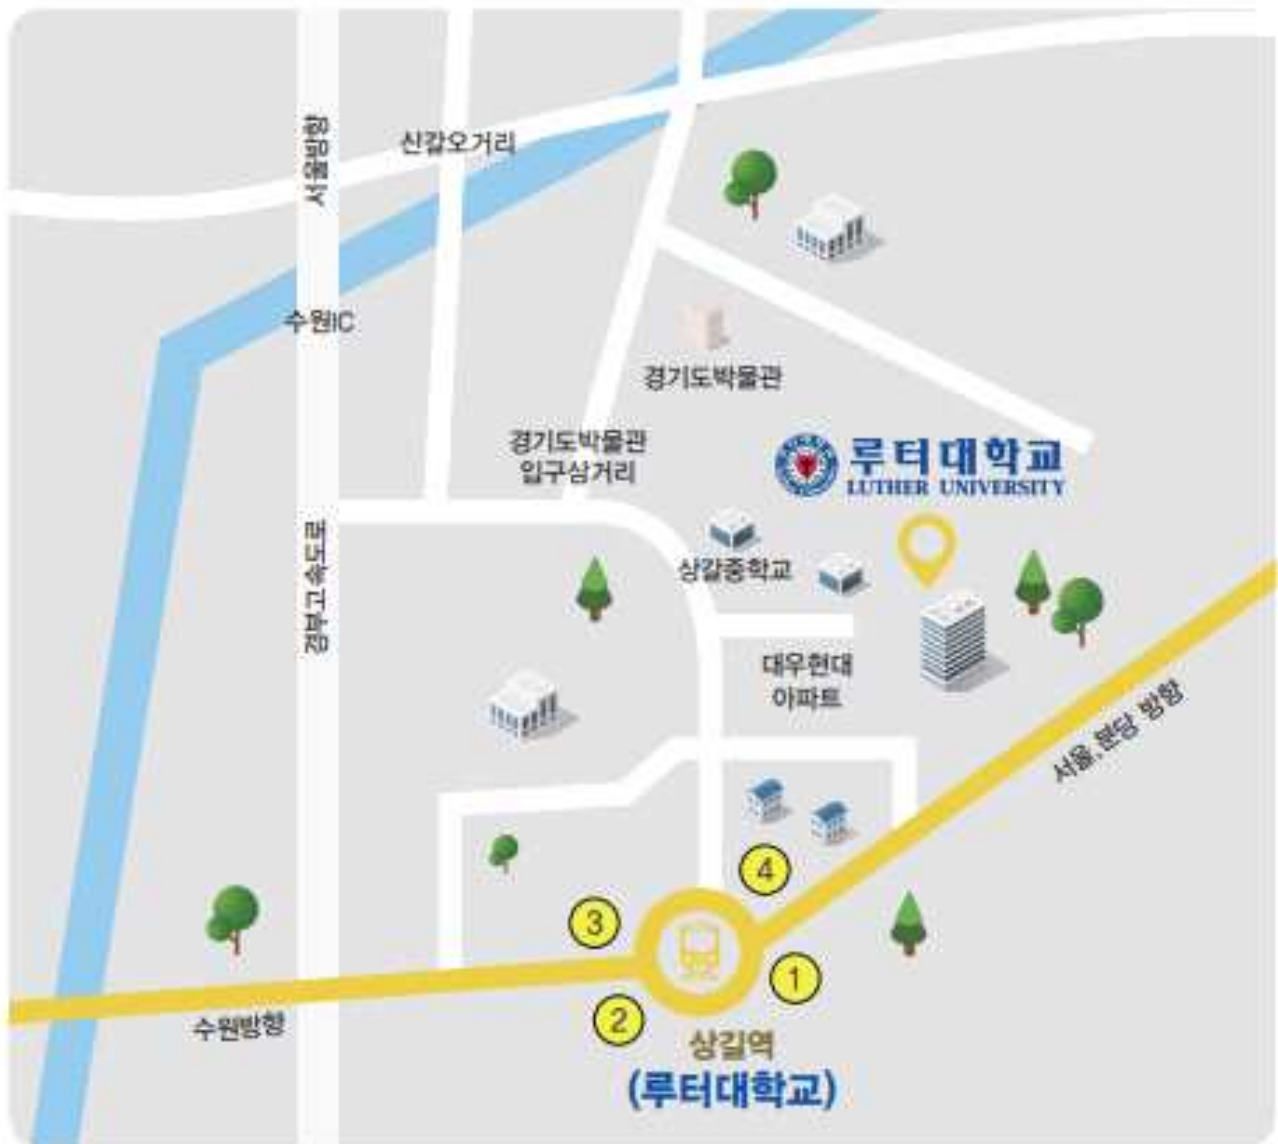 신갈오거리
서울방향
수원IC
경기도박물관
경기도박물관
입구삼거리
루터대학교
LUTHER UNIVERSITY
경부고속도로
상갈중학교
대우현대
아파트
서울,분당 방향
4
3
1
2
수원방향
상길역
(루터대학교)